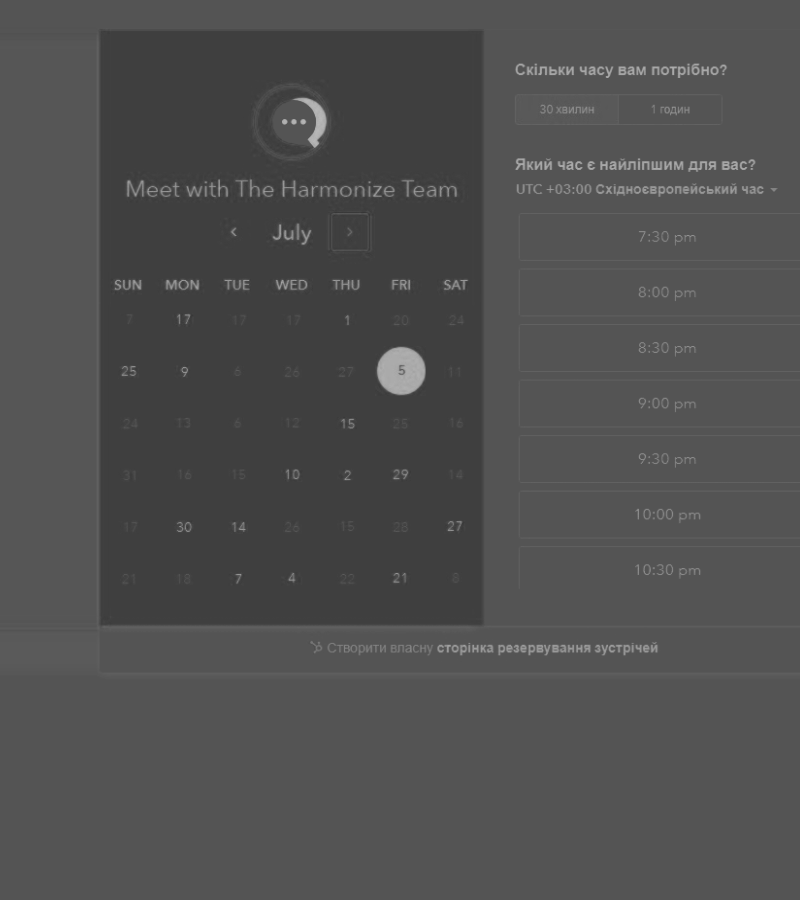 Meet with The Harmonize Team
July
SUN MON TUE WED THU FRI SAT
7 17 17 17 1 20 24
25 9 6 26 27 5 11
24 13 6 12 15 25 16
31 16 15 10 2 29 14
17 30 14 26 15 28 27
21 18 7 4 22 21 8
Скільки часу вам потрібно?
30 хвилин 1 годин
Який час є найліпшим для вас?
UTC +03:00 Східноєвропейський час
7:30 pm
8:00 pm
8:30 pm
9:00 pm
9:30 pm
10:00 pm
10:30 pm
Створити власну сторінка резервування зустрічей